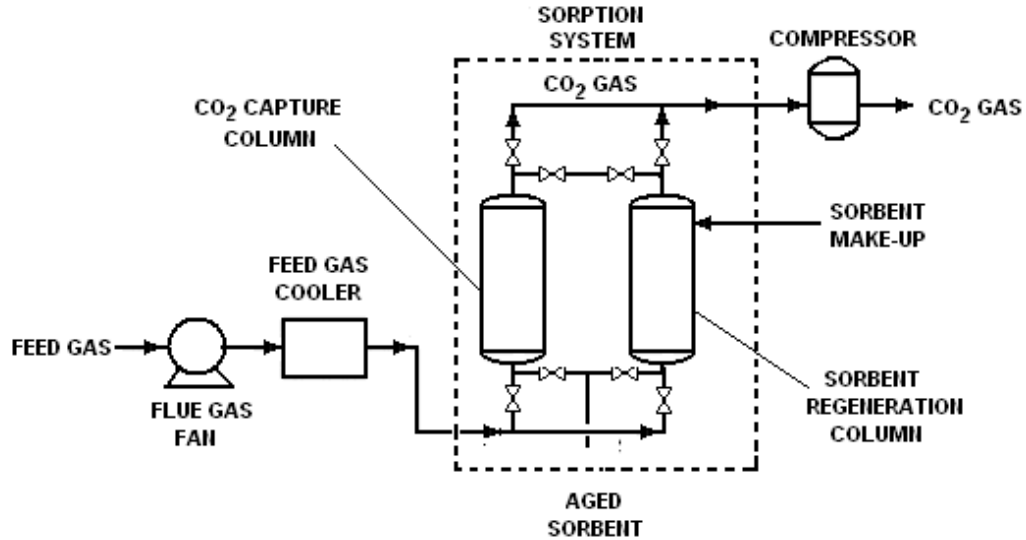 SORPTION
SYSTEM
COMPRESSOR
CO2 GAS
CO2 GAS
CO2 CAPTURE
COLUMN
SORBENT
MAKE-UP
FEED GAS
COOLER
FEED GAS
FLUE GAS
FAN
SORBENT
REGENERATION
COLUMN
AGED
SORBENT